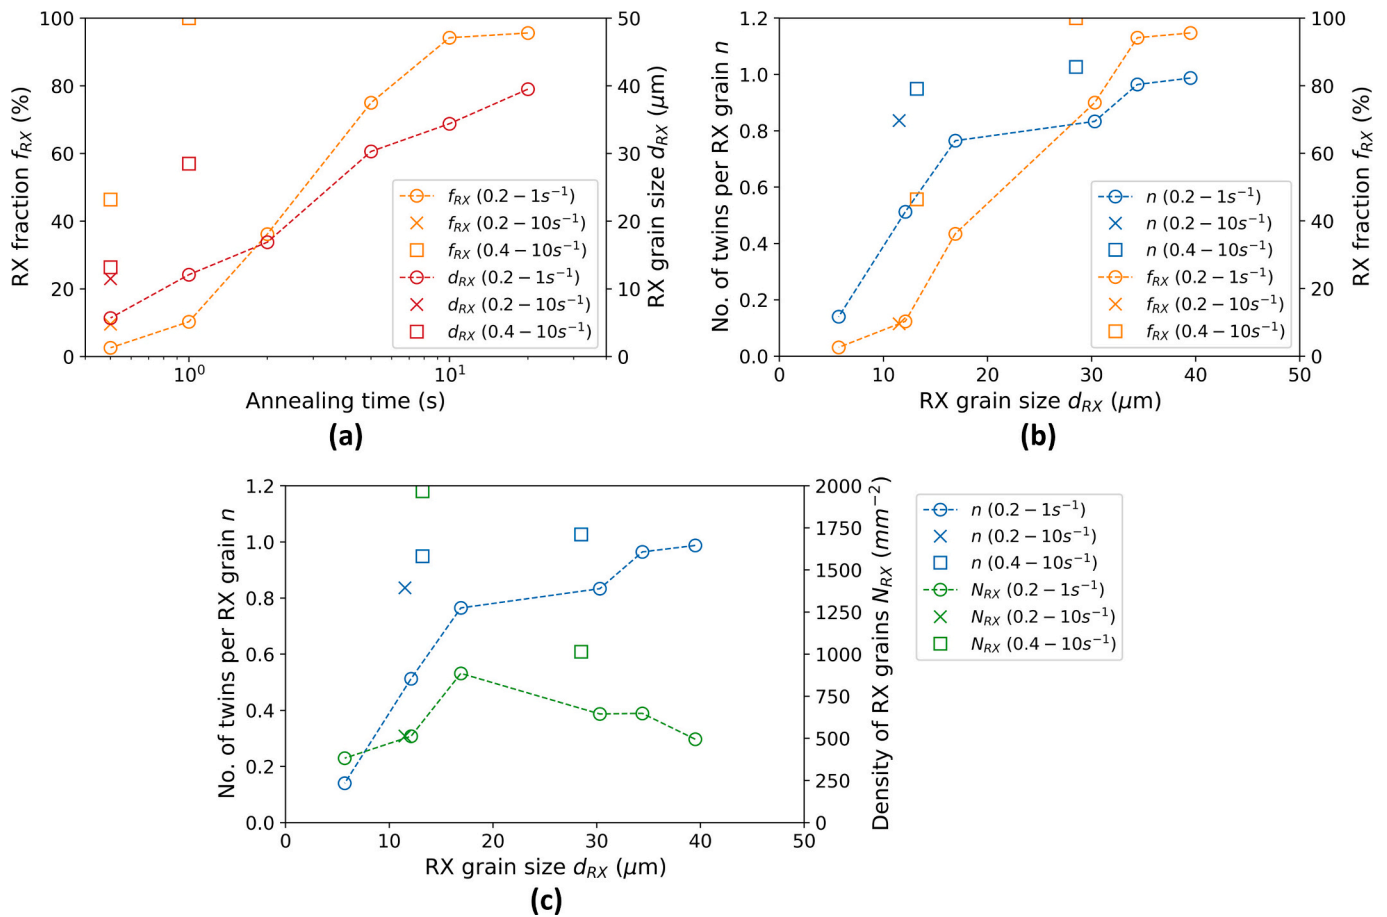 100
80
60
40
20
0
RX fraction f_RX (%)
50
40
30
20
10
0
RX grain size d_RX (μm)
f_RX (0.2 − 1s⁻¹)
f_RX (0.2 − 10s⁻¹)
f_RX (0.4 − 10s⁻¹)
d_RX (0.2 − 1s⁻¹)
d_RX (0.2 − 10s⁻¹)
d_RX (0.4 − 10s⁻¹)
10⁰ 10¹
Annealing time (s)
(a)
1.2
1.0
0.8
0.6
0.4
0.2
0.0
No. of twins per RX grain n
100
80
60
40
20
0
RX fraction f_RX (%)
n (0.2 − 1s⁻¹)
n (0.2 − 10s⁻¹)
n (0.4 − 10s⁻¹)
f_RX (0.2 − 1s⁻¹)
f_RX (0.2 − 10s⁻¹)
f_RX (0.4 − 10s⁻¹)
0 10 20 30 40 50
RX grain size d_RX (μm)
(b)
1.2
1.0
0.8
0.6
0.4
0.2
0.0
No. of twins per RX grain n
2000
1750
1500
1250
1000
750
500
250
0
Density of RX grains N_RX (mm⁻²)
n (0.2 − 1s⁻¹)
n (0.2 − 10s⁻¹)
n (0.4 − 10s⁻¹)
N_RX (0.2 − 1s⁻¹)
N_RX (0.2 − 10s⁻¹)
N_RX (0.4 − 10s⁻¹)
0 10 20 30 40 50
RX grain size d_RX (μm)
(c)